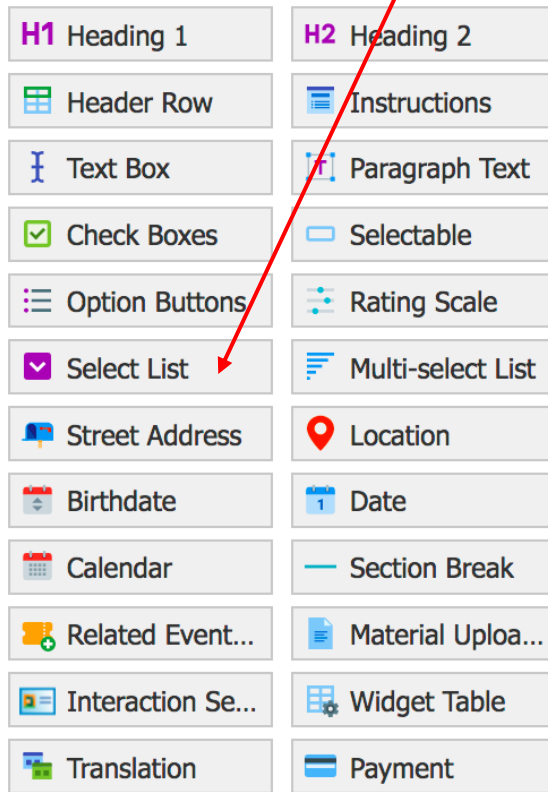 H1 Heading 1
H2 Heading 2
Header Row
Instructions
Text Box
T Paragraph Text
Check Boxes
Selectable
Option Buttons
Rating Scale
Select List
Multi-select List
Street Address
Location
Birthdate
1 Date
Calendar
Section Break
Related Event...
Material Uploa...
Interaction Se...
Widget Table
Translation
Payment